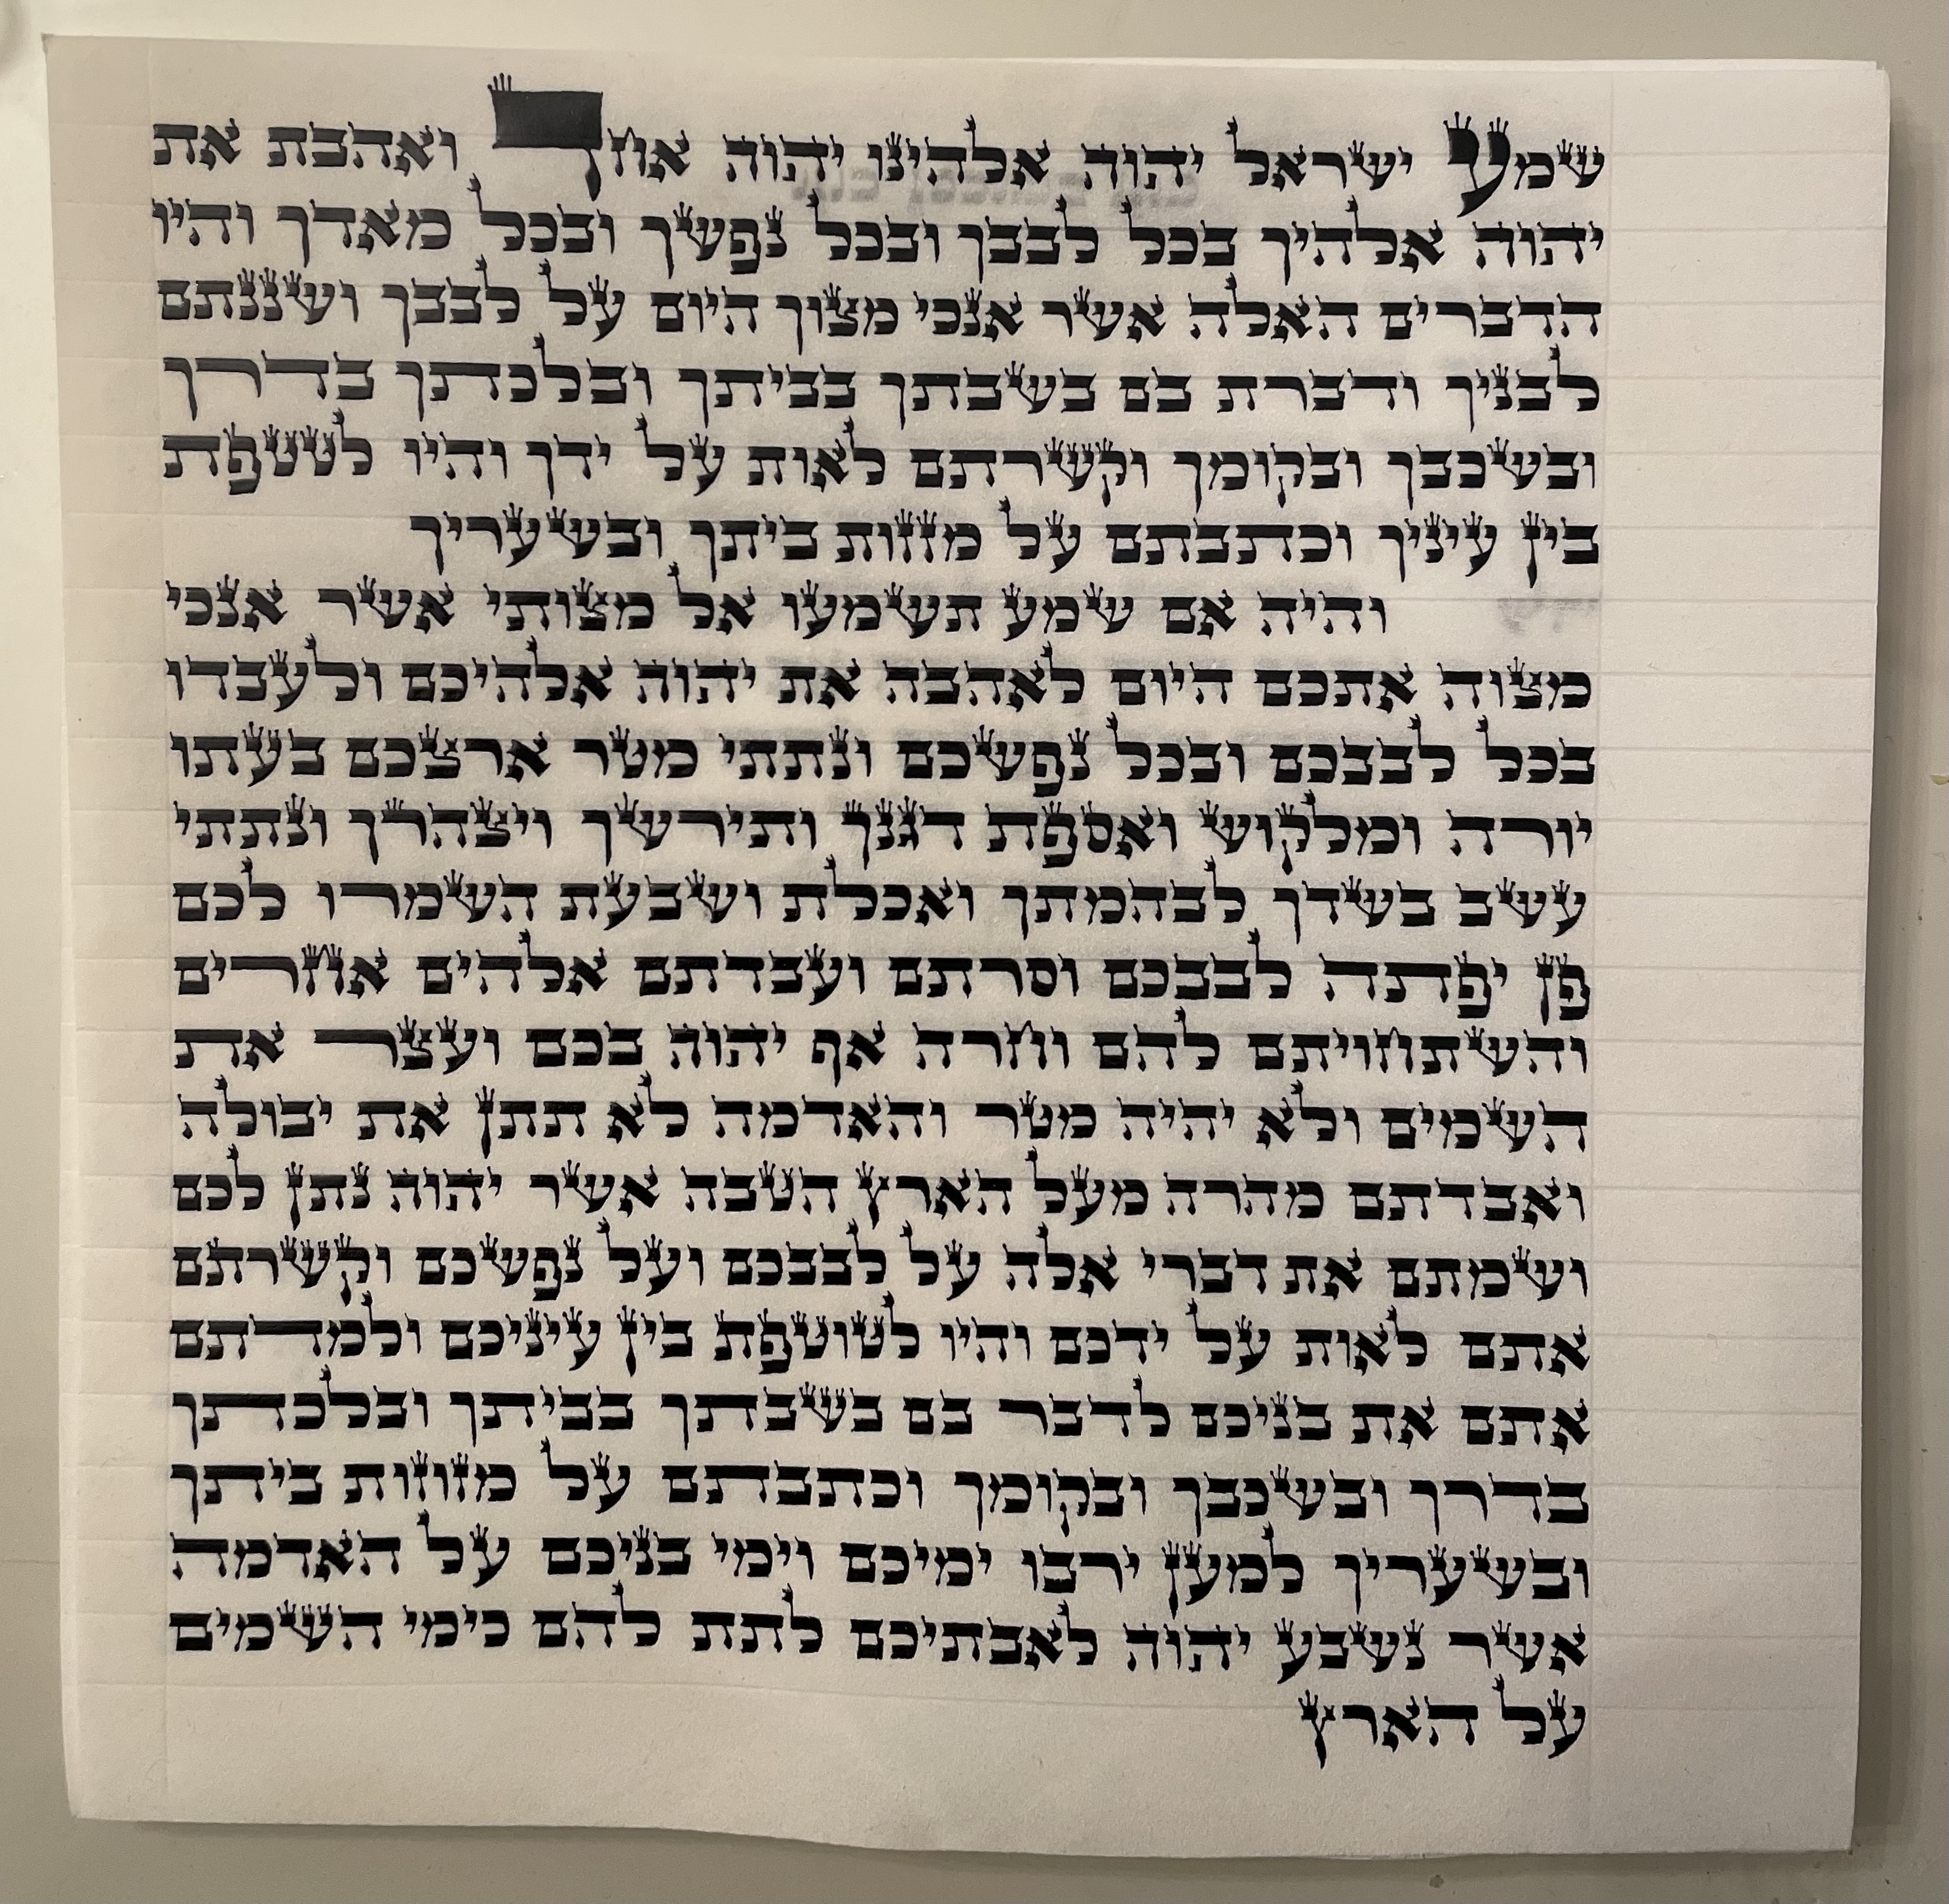 שמע ישראל יהוה אלהינו יהוה אחד ואהבת את
יהוה אלהיך בכל לבבך ובכל נפשך ובכל מאדך והיו
הדברים האלה אשר אנכי מצוך היום על לבבך ושננתם
לבניך ודברת בם בשבתך בביתך ובלכתך בדרך
ובשכבך ובקומך וקשרתם לאות על ידך והיו לטטפת
בין עיניך וכתבתם על מזזות ביתך ובשעריך
והיה אם שמע תשמעו אל מצותי אשר אנכי
מצוה אתכם היום לאהבה את יהוה אלהיכם ולעבדו
בכל לבבכם ובכל נפשכם ונתתי מטר ארצכם בעתו
יורה ומלקוש ואספת דגנך ותירשך ויצהרך ונתתי
עשב בשדך לבהמתך ואכלת ושבעת השמרו לכם
פן יפתה לבבכם וסרתם ועבדתם אלהים אחרים
והשתחויתם להם וחרה אף יהוה בכם ועצר את
השמים ולא יהיה מטר והאדמה לא תתן את יבולה
ואבדתם מהרה מעל הארץ הטבה אשר יהוה נתן לכם
ושמתם את דברי אלה על לבבכם ועל נפשכם וקשרתם
אתם לאות על ידכם והיו לטוטפת בין עיניכם ולמדתם
אתם את בניכם לדבר בם בשבתך בביתך ובלכתך
בדרך ובשכבך ובקומך וכתבתם על מזוזות ביתך
ובשעריך למען ירבו ימיכם וימי בניכם על האדמה
אשר נשבע יהוה לאבתיכם לתת להם כימי השמים
על הארץ